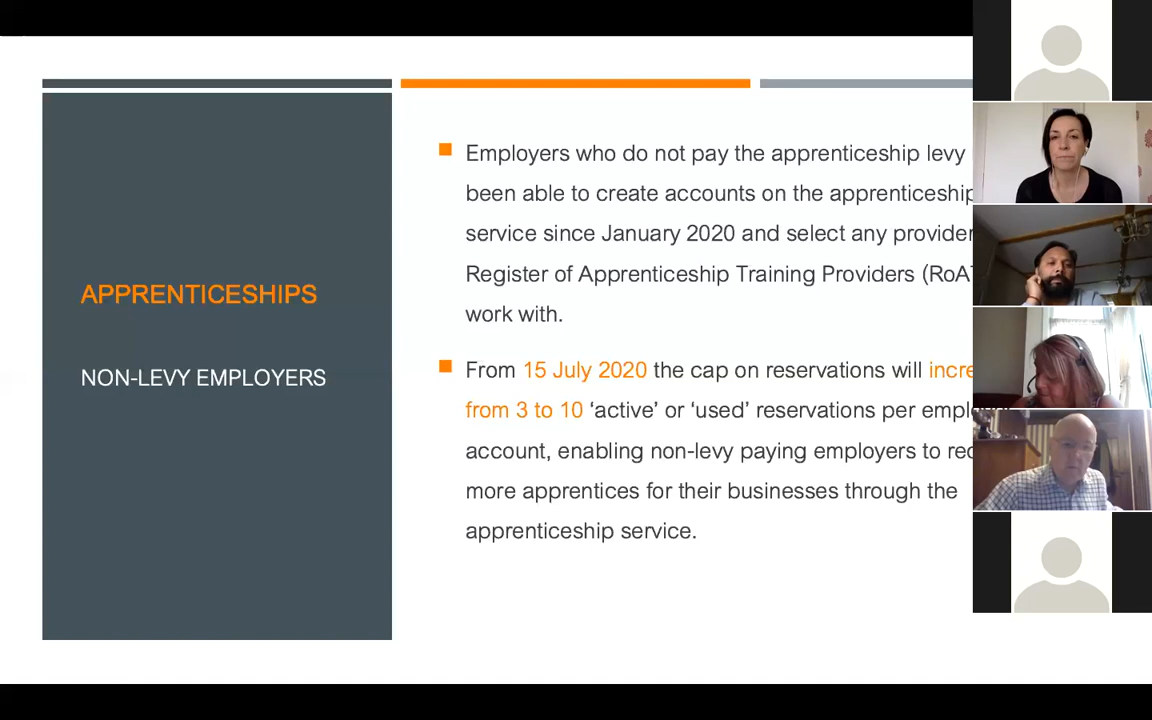 APPRENTICESHIPS
NON-LEVY EMPLOYERS
Employers who do not pay the apprenticeship levy
been able to create accounts on the apprenticeship
service since January 2020 and select any provider
Register of Apprenticeship Training Providers
work with.
From 15 July 2020 the cap on reservations will
from 3 to 10 ‘active’ or ‘used’ reservations per
account, enabling non-levy paying employers to
more apprentices for their businesses through the
apprenticeship service.